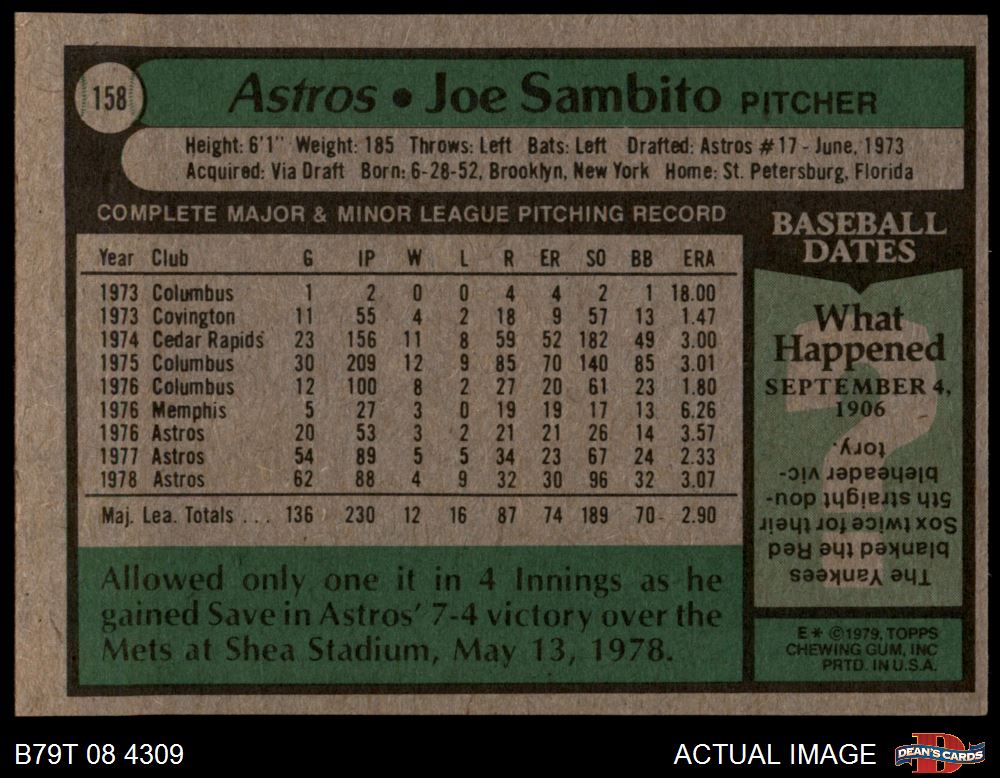 158
Astros • Joe Sambito PITCHER
Height: 6'1" Weight: 185 Throws: Left Bats: Left Drafted: Astros #17 - June, 1973
Acquired: Via Draft Born: 6-28-52, Brooklyn, New York Home: St. Petersburg, Florida
COMPLETE MAJOR & MINOR LEAGUE PITCHING RECORD
Year Club G IP W L R ER SO BB ERA
1973 Columbus 1 2 0 0 4 4 2 1 18.00
1973 Covington 11 55 4 2 18 9 57 13 1.47
1974 Cedar Rapids 23 156 11 8 59 52 182 49 3.00
1975 Columbus 30 209 12 9 85 70 140 85 3.01
1976 Columbus 12 100 8 2 27 20 61 23 1.80
1976 Memphis 5 27 3 0 19 19 17 13 6.26
1976 Astros 20 53 3 2 21 21 26 14 3.57
1977 Astros 54 89 5 5 34 23 67 24 2.33
1978 Astros 62 88 4 9 32 30 96 32 3.07
Maj. Lea. Totals ... 136 230 12 16 87 74 189 70 2.90
Allowed only one it in 4 Innings as he
gained Save in Astros' 7-4 victory over the
Mets at Shea Stadium, May 13, 1978.
BASEBALL
DATES
What
Happened
SEPTEMBER 4,
1906
The Yankees
blanked the Red
Sox twice for their
5th straight dou-
bleheader vic-
tory.
E* ©1979, TOPPS
CHEWING GUM, INC
PRTD. IN U.S.A.
B79T 08 4309
ACTUAL IMAGE
DEAN'S CARDS